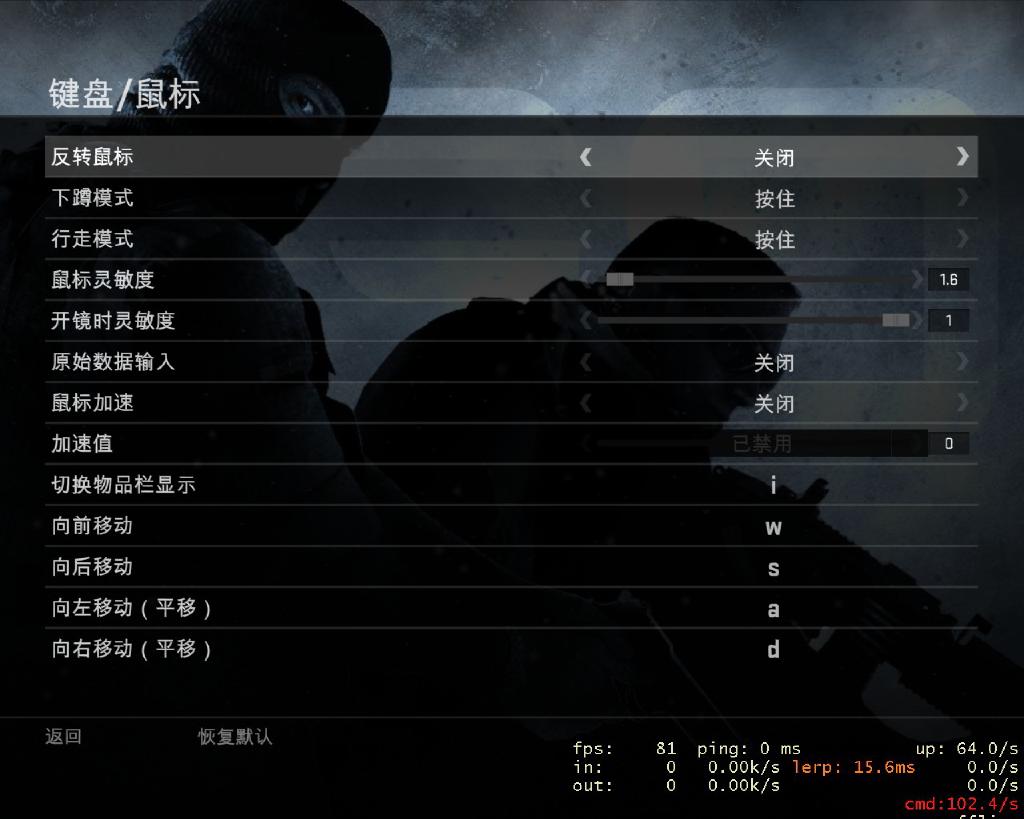 键盘/鼠标
反转鼠标 关闭
下蹲模式 按住
行走模式 按住
鼠标灵敏度 1.6
开镜时灵敏度 1
原始数据输入 关闭
鼠标加速 关闭
加速值 已禁用 0
切换物品栏显示 i
向前移动 w
向后移动 s
向左移动（平移） a
向右移动（平移） d
返回 恢复默认
fps: 81 ping: 0 ms up: 64.0/s
in: 0 0.00k/s lerp: 15.6ms 0.0/s
out: 0 0.00k/s 0.0/s
cmd:102.4/s